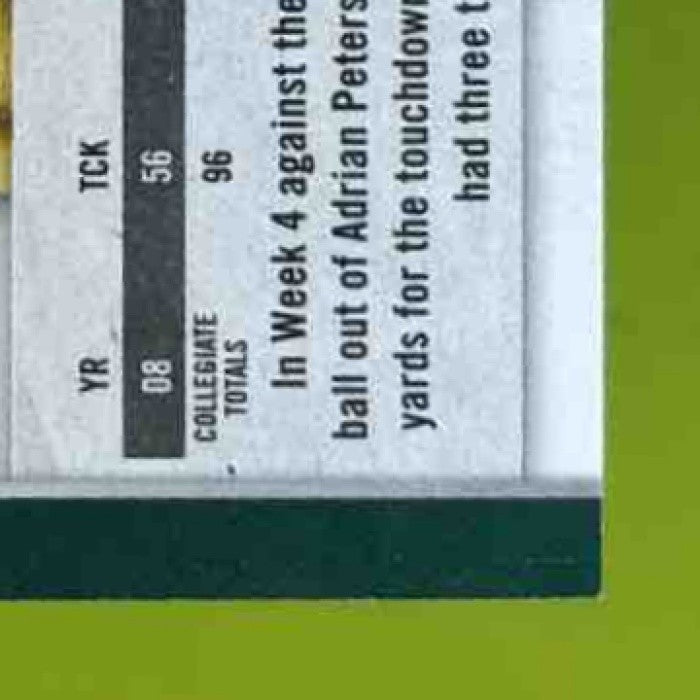 YR TCK
08 56
COLLEGIATE
TOTALS 96
In Week 4 against the
ball out of Adrian Peters
yards for the touchdow
had three t